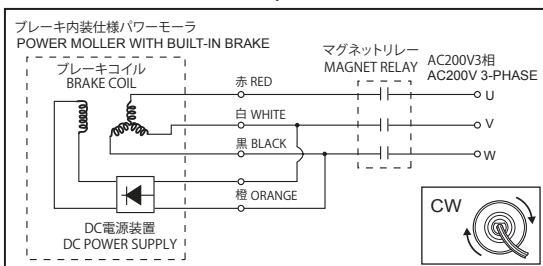 ブレーキ内装仕様パワーモーラ
POWER MOLLER WITH BUILT-IN BRAKE
ブレーキコイル
BRAKE COIL
マグネットリレー
MAGNET RELAY
AC200V3相
AC200V 3-PHASE
赤 RED
U
白 WHITE
V
黒 BLACK
W
橙 ORANGE
DC電源装置
DC POWER SUPPLY
CW